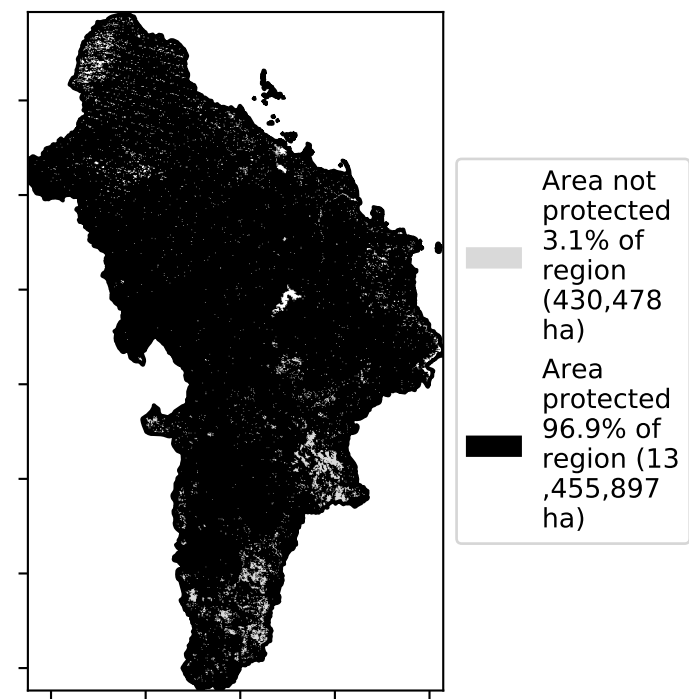 Area not
protected
3.1% of
region
(430,478
ha)
Area
protected
96.9% of
region (13
,455,897
ha)